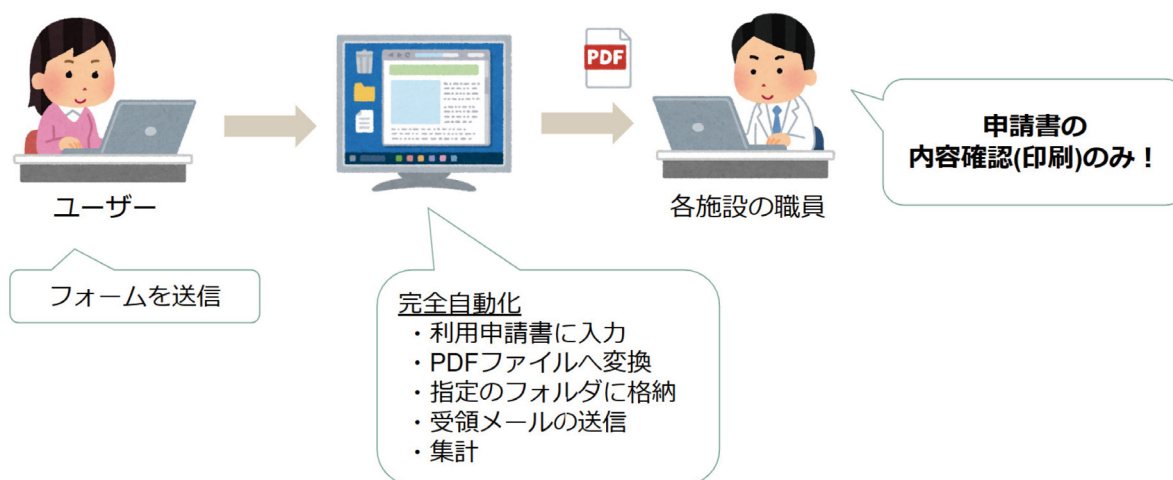 PDF
申請書の
内容確認(印刷)のみ！
ユーザー
各施設の職員
フォームを送信
完全自動化
・利用申請書に入力
・PDFファイルへ変換
・指定のフォルダに格納
・受領メールの送信
・集計